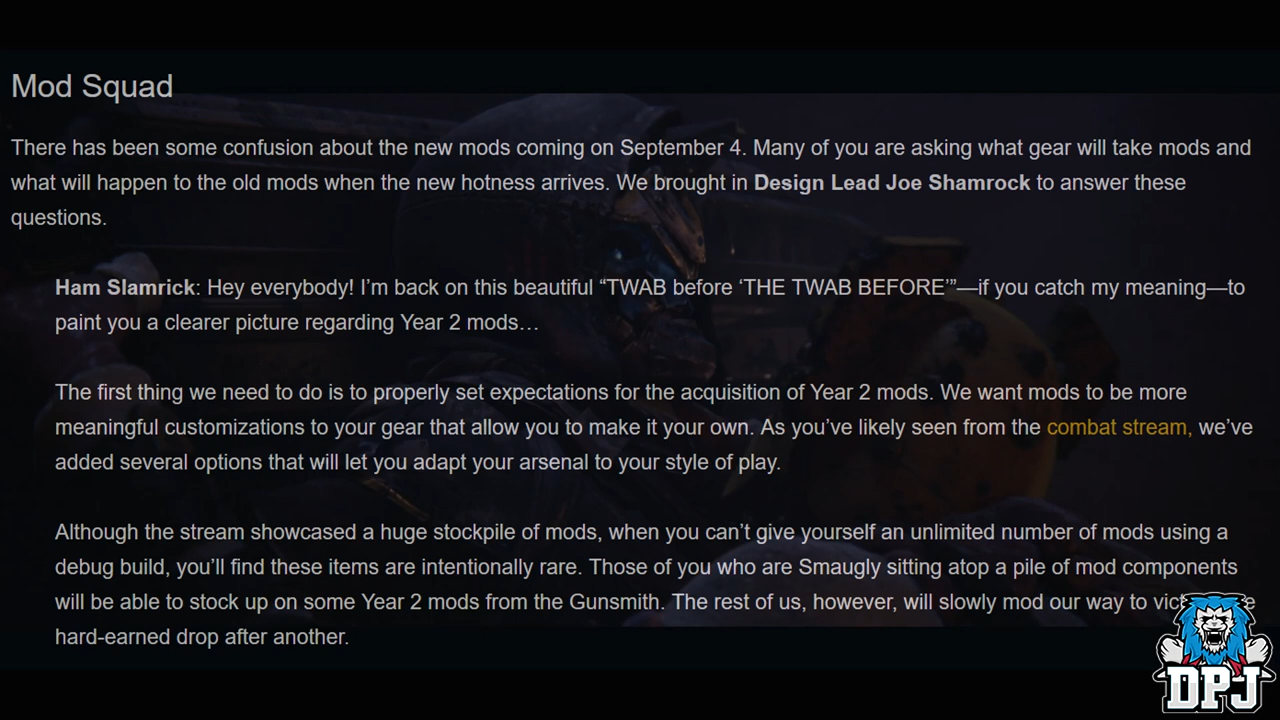 Mod Squad
There has been some confusion about the new mods coming on September 4. Many of you are asking what gear will take mods and
what will happen to the old mods when the new hotness arrives. We brought in Design Lead Joe Shamrock to answer these
questions.
Ham Slamrick: Hey everybody! I’m back on this beautiful “TWAB before ‘THE TWAB BEFORE’”—if you catch my meaning—to
paint you a clearer picture regarding Year 2 mods…
The first thing we need to do is to properly set expectations for the acquisition of Year 2 mods. We want mods to be more
meaningful customizations to your gear that allow you to make it your own. As you’ve likely seen from the combat stream, we’ve
added several options that will let you adapt your arsenal to your style of play.
Although the stream showcased a huge stockpile of mods, when you can’t give yourself an unlimited number of mods using a
debug build, you’ll find these items are intentionally rare. Those of you who are Smaugly sitting atop a pile of mod components
will be able to stock up on some Year 2 mods from the Gunsmith. The rest of us, however, will slowly mod our way to
hard-earned drop after another.
DPJ